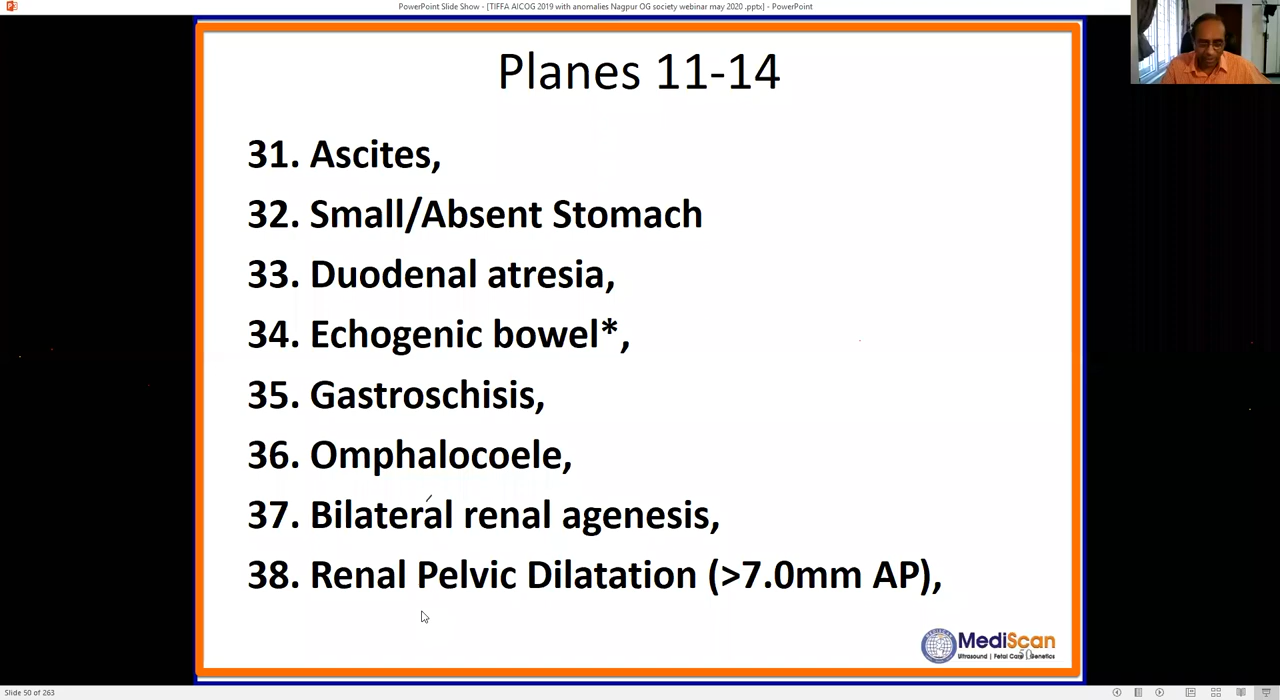 PowerPoint Slide Show - [TIFFA AICOG 2019 with anomalies Nagpur OG society webinar may 2020 .pptx] - PowerPoint
Planes 11-14
31. Ascites,
32. Small/Absent Stomach
33. Duodenal atresia,
34. Echogenic bowel*,
35. Gastroschisis,
36. Omphalocoele,
37. Bilateral renal agenesis,
38. Renal Pelvic Dilatation (>7.0mm AP),
MediScan
Ultrasound | Fetal Care | Genetics
Slide 50 of 263